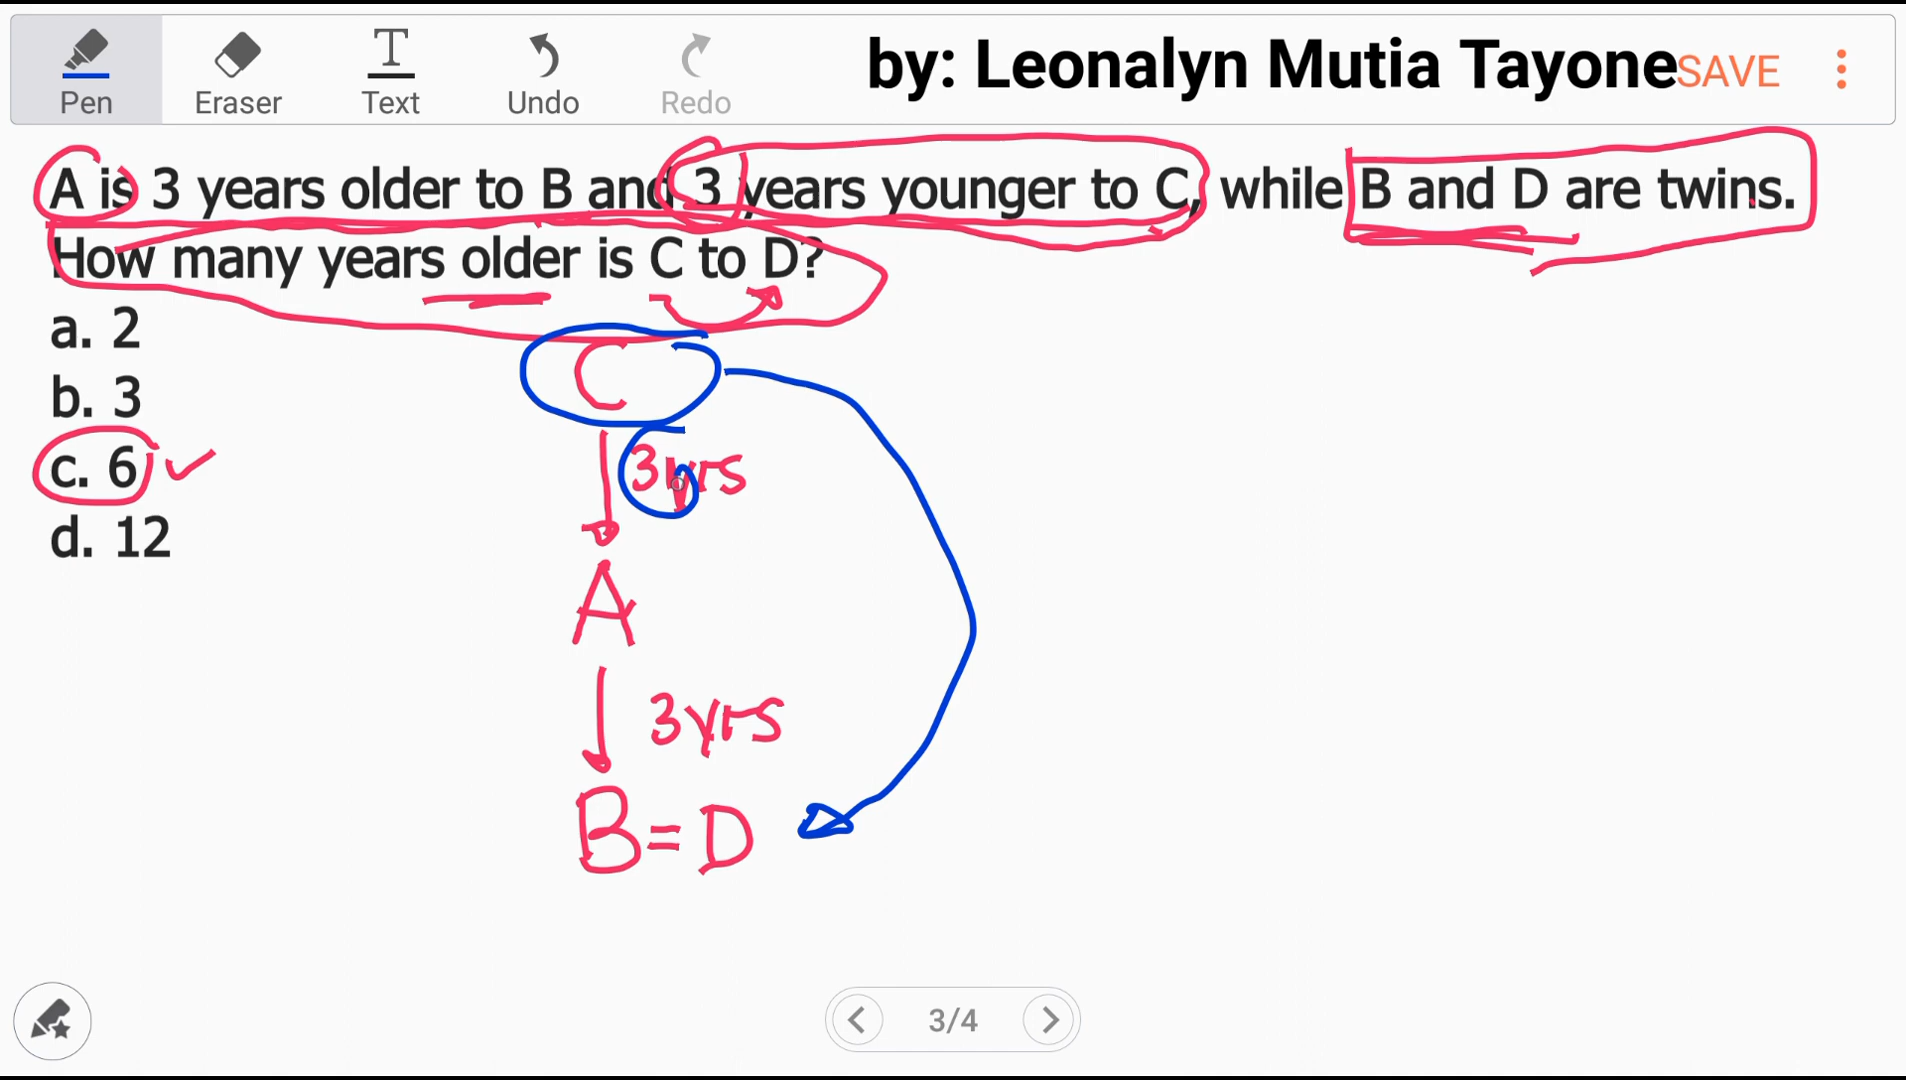 Pen
Eraser
T
Text
Undo
Redo
by: Leonalyn Mutia Tayone
SAVE
A is 3 years older to B and 3 years younger to C, while B and D are twins.
How many years older is C to D?
a. 2
b. 3
c. 6
d. 12
C
3yrs
A
3yrs
B=D
3/4